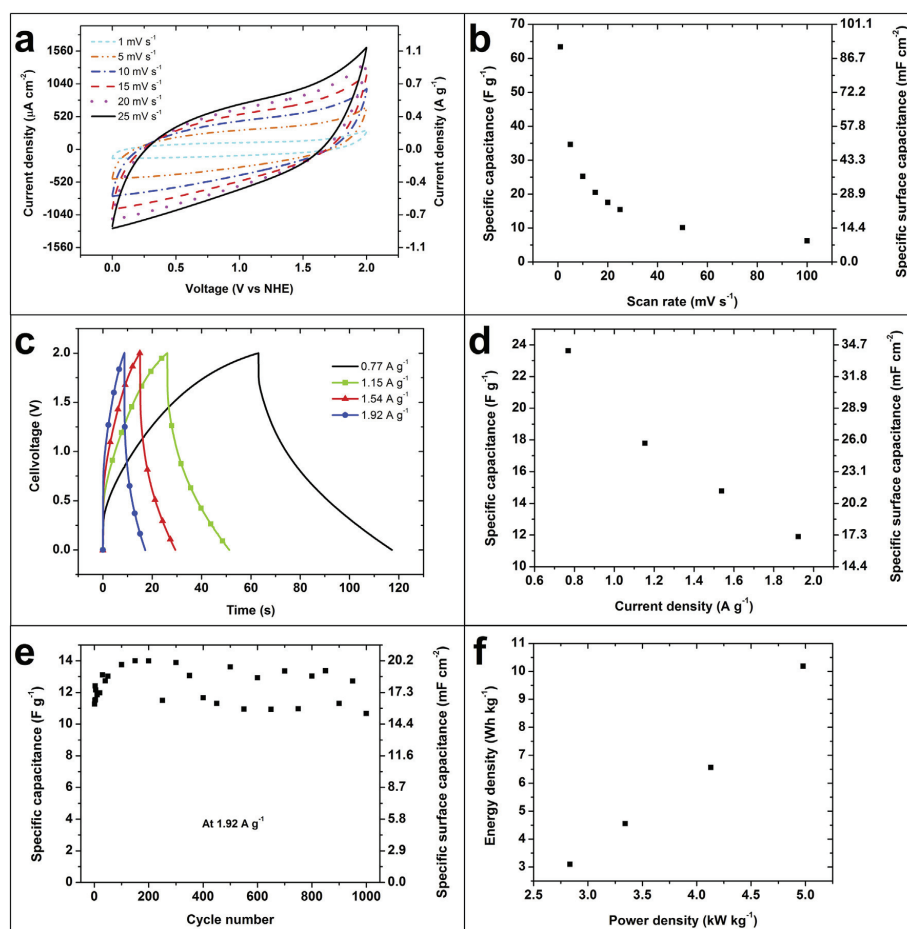 a
1 mV s⁻¹
5 mV s⁻¹
10 mV s⁻¹
15 mV s⁻¹
20 mV s⁻¹
25 mV s⁻¹
Current density (µA cm⁻²)
1560
1040
520
0
-520
-1040
-1560
1.1
0.7
0.4
0.0
-0.4
-0.7
-1.1
Current density (A g⁻¹)
0.0 0.5 1.0 1.5 2.0
Voltage (V vs NHE)
b
Specific capacitance (F g⁻¹)
70
60
50
40
30
20
10
0
101.1
86.7
72.2
57.8
43.3
28.9
14.4
0.0
Specific surface capacitance (mF cm⁻²)
0 20 40 60 80 100
Scan rate (mV s⁻¹)
c
0.77 A g⁻¹
1.15 A g⁻¹
1.54 A g⁻¹
1.92 A g⁻¹
Cellvoltage (V)
2.0
1.5
1.0
0.5
0.0
0 20 40 60 80 100 120
Time (s)
d
Specific capacitance (F g⁻¹)
24
22
20
18
16
14
12
10
34.7
31.8
28.9
26.0
23.1
20.2
17.3
14.4
Specific surface capacitance (mF cm⁻²)
0.6 0.8 1.0 1.2 1.4 1.6 1.8 2.0
Current density (A g⁻¹)
e
Specific capacitance (F g⁻¹)
14
12
10
8
6
4
2
0
20.2
17.3
14.4
11.6
8.7
5.8
2.9
0.0
Specific surface capacitance (mF cm⁻²)
At 1.92 A g⁻¹
0 200 400 600 800 1000
Cycle number
f
Energy density (Wh kg⁻¹)
11
10
9
8
7
6
5
4
3
2.5 3.0 3.5 4.0 4.5 5.0
Power density (kW kg⁻¹)